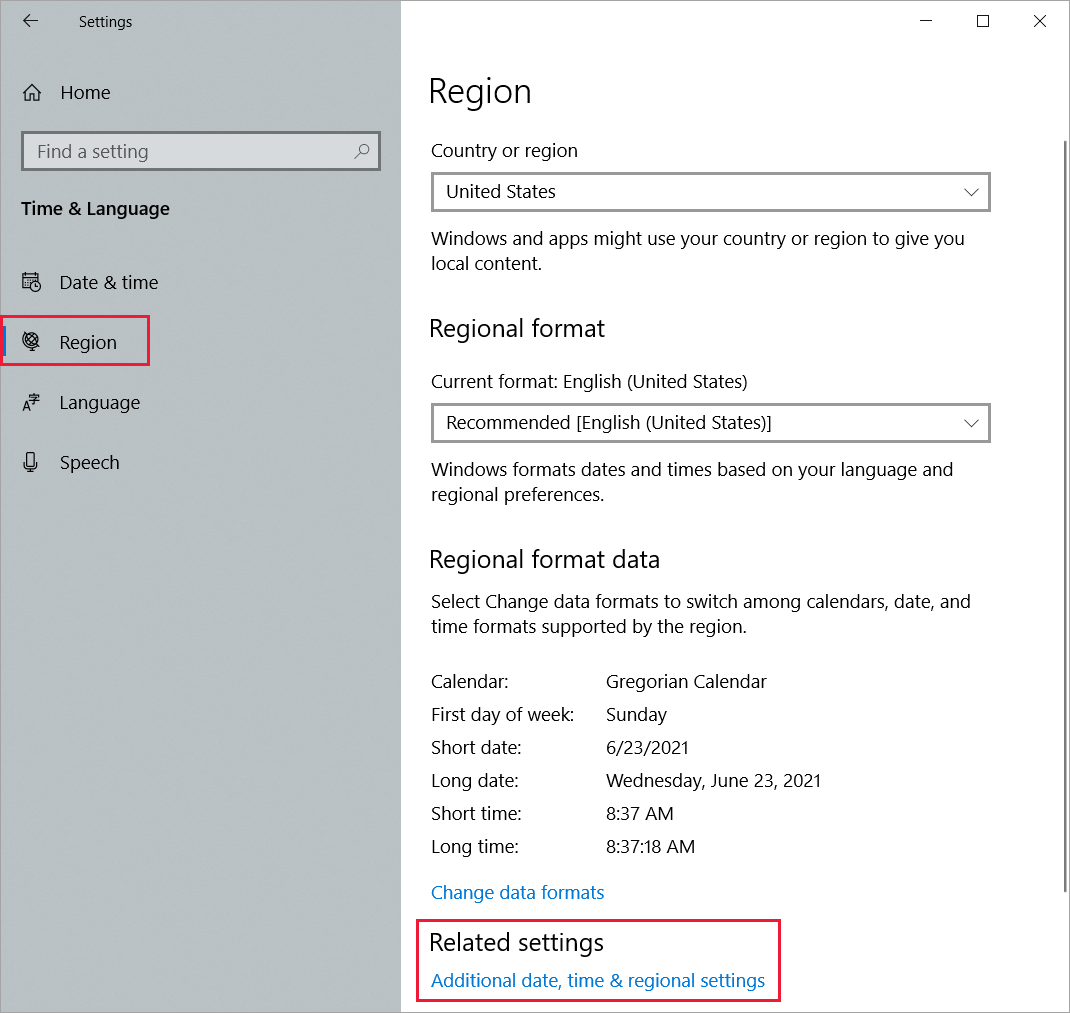 Settings
Home
Find a setting
Time & Language
Date & time
Region
Language
Speech
Region
Country or region
United States
Windows and apps might use your country or region to give you
local content.
Regional format
Current format: English (United States)
Recommended [English (United States)]
Windows formats dates and times based on your language and
regional preferences.
Regional format data
Select Change data formats to switch among calendars, date, and
time formats supported by the region.
Calendar: Gregorian Calendar
First day of week: Sunday
Short date: 6/23/2021
Long date: Wednesday, June 23, 2021
Short time: 8:37 AM
Long time: 8:37:18 AM
Change data formats
Related settings
Additional date, time & regional settings